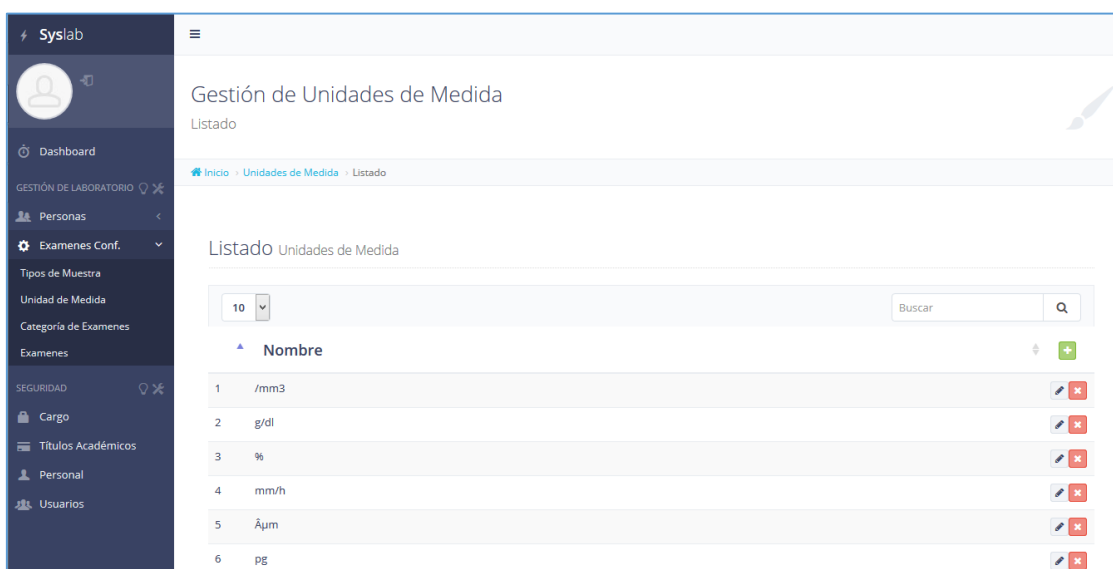 Syslab
Dashboard
GESTIÓN DE LABORATORIO
Personas
Examenes Conf.
Tipos de Muestra
Unidad de Medida
Categoría de Examenes
Examenes
SEGURIDAD
Cargo
Títulos Académicos
Personal
Usuarios
Gestión de Unidades de Medida
Listado
Inicio > Unidades de Medida > Listado
Listado Unidades de Medida
10 Buscar
Nombre
1 /mm3
2 g/dl
3 %
4 mm/h
5 Âµm
6 pg